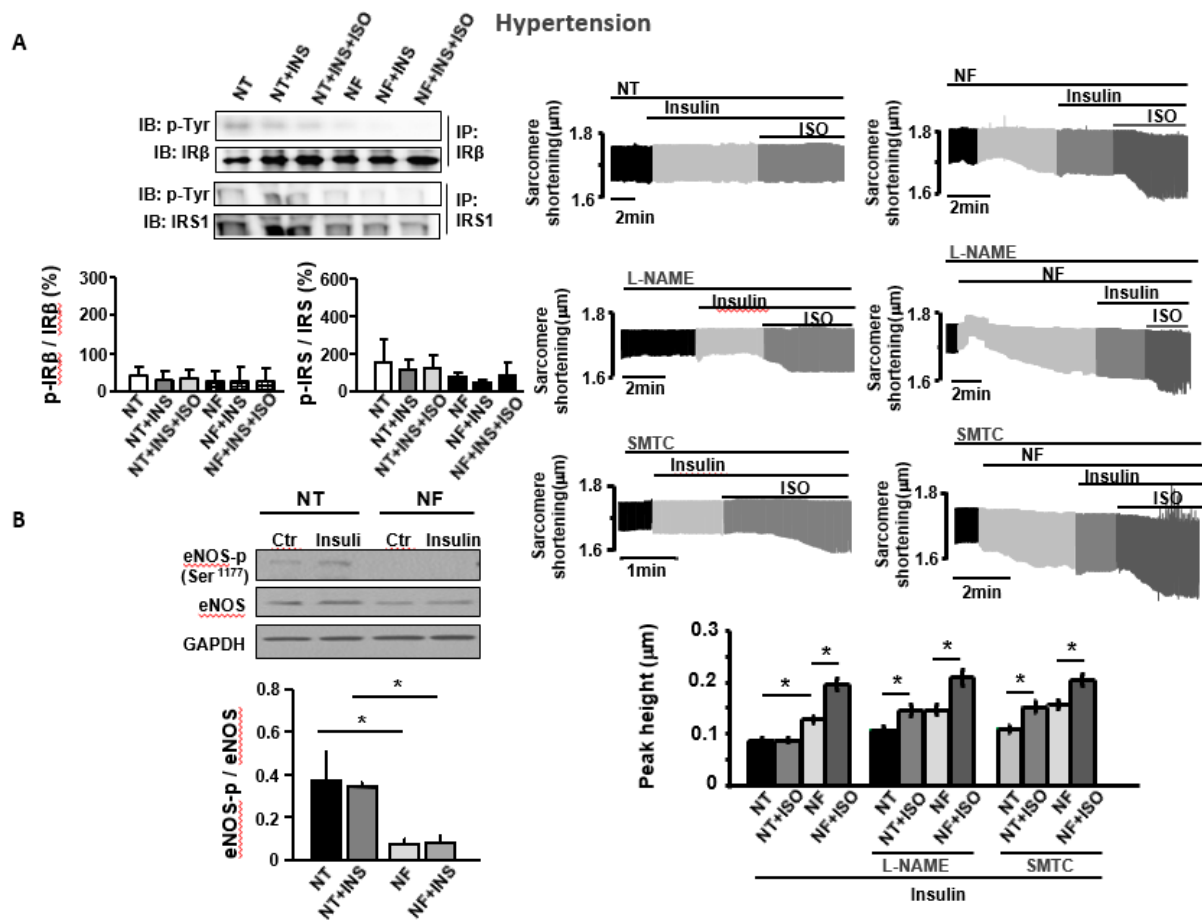 Hypertension
A
NT NT+INS NT+INS+ISO NF NF+INS NF+INS+ISO
IB: p-Tyr
IB: IRβ
IP:
IRβ
IB: p-Tyr
IB: IRS1
IP:
IRS1
p-IRβ / IRβ (%)
300
200
100
0
NT NT+INS NT+INS+ISO NF NF+INS NF+INS+ISO
p-IRS / IRS (%)
600
400
200
0
NT NT+INS NT+INS+ISO NF NF+INS NF+INS+ISO
NT
Insulin
ISO
Sarcomere
shortening(μm)
1.8
1.6
2min
NF
Insulin
ISO
Sarcomere
shortening(μm)
1.8
1.6
2min
L-NAME
Insulin
ISO
Sarcomere
shortening(μm)
1.8
1.6
2min
L-NAME
NF
Insulin
ISO
Sarcomere
shortening(μm)
1.8
1.6
2min
SMTC
Insulin
ISO
Sarcomere
shortening(μm)
1.8
1.6
1min
SMTC
NF
Insulin
ISO
Sarcomere
shortening(μm)
1.8
1.6
2min
B
NT NF
Ctr Insuli Ctr Insulin
eNOS-p
(Ser 1177)
eNOS
GAPDH
eNOS-p / eNOS
0.8
0.6
0.4
0.2
0
*
*
NT NT+INS NF NF+INS
Peak height (μm)
0.3
0.2
0.1
0
* * * * *
NT NT+ISO NF NF+ISO NT NT+ISO NF NF+ISO NT NT+ISO NF NF+ISO
L-NAME SMTC
Insulin